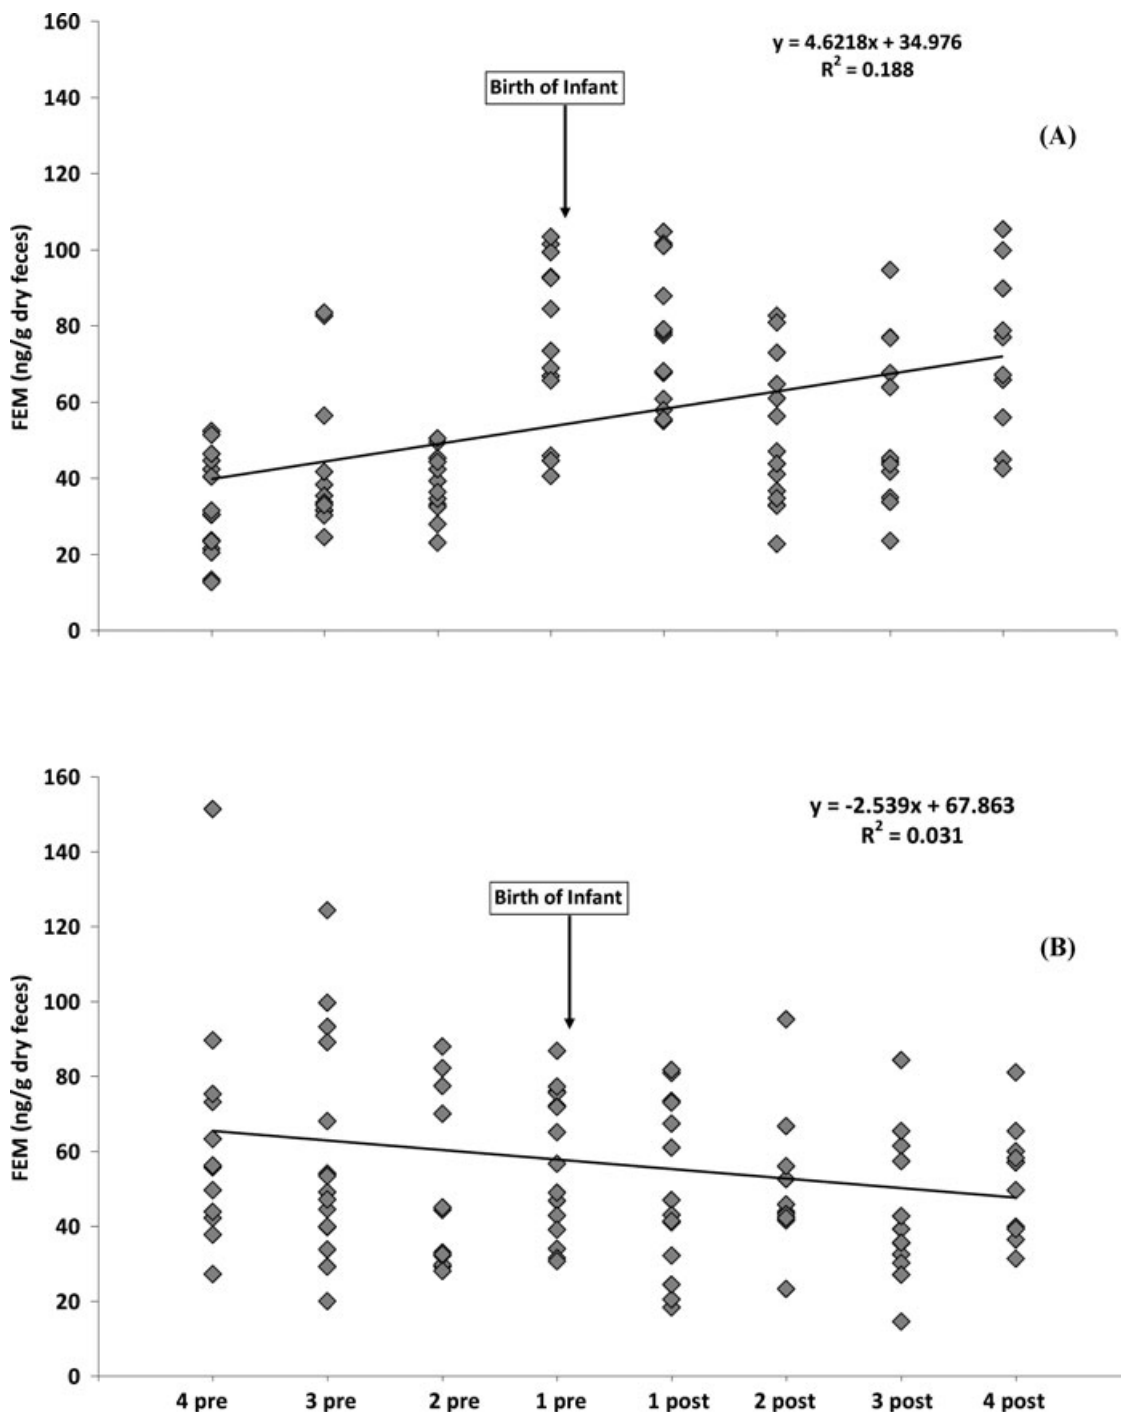 160
y = 4.6218x + 34.976
R² = 0.188
140
Birth of Infant
(A)
120
100
FEM (ng/g dry feces)
80
60
40
20
0
160
y = -2.539x + 67.863
R² = 0.031
140
Birth of Infant
120
(B)
100
FEM (ng/g dry feces)
80
60
40
20
0
4 pre 3 pre 2 pre 1 pre 1 post 2 post 3 post 4 post